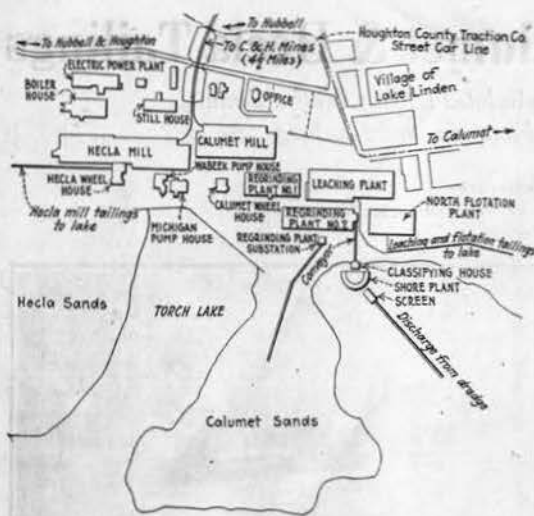 To Hubbell
To Hubbell & Houghton
To C. & H. Mines
(4½ Miles)
Houghton County Traction Co.
Street Car Line
ELECTRIC POWER PLANT
BOILER
HOUSE
STILL HOUSE
OFFICE
Village of
Lake Linden
To Calumet
HECLA MILL
CALUMET MILL
WABEEK PUMP HOUSE
HECLA WHEEL
HOUSE
REGRINDING
PLANT NO.1
LEACHING PLANT
CALUMET WHEEL
HOUSE
Hecla mill tailings
to lake
MICHIGAN
PUMP HOUSE
REGRINDING
PLANT NO.2
NORTH FLOTATION
PLANT
REGRINDING PLANT
SUBSTATION
Conveyor
Leaching and flotation tailings
to lake
CLASSIFYING HOUSE
SHORE PLANT
SCREEN
Discharge from dredge
Hecla Sands
TORCH LAKE
Calumet Sands